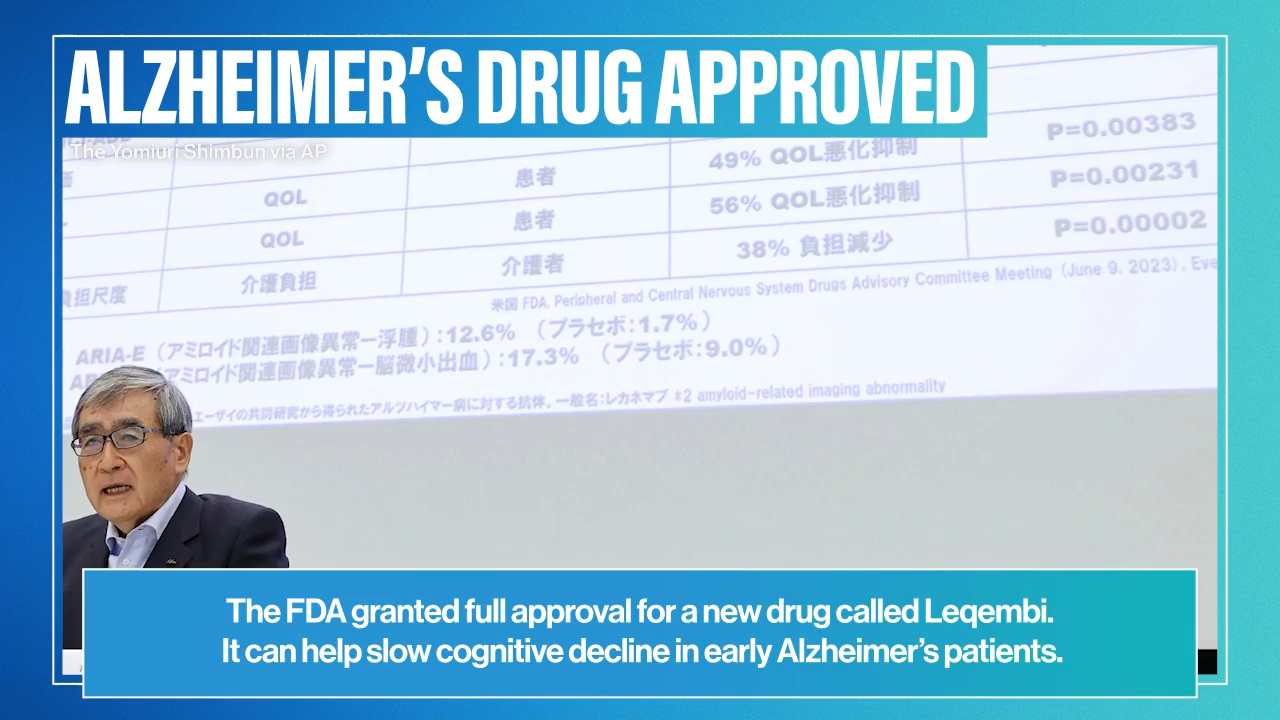 ALZHEIMER’S DRUG APPROVED
The Yomiuri Shimbun via AP
P=0.00383
49% QOL悪化抑制
QOL 患者 56% QOL悪化抑制 P=0.00231
QOL 患者 38% 負担減少 P=0.00002
負担尺度 介護負担 介護者
米国 FDA, Peripheral and Central Nervous System Drugs Advisory Committee Meeting (June 9, 2023), Eve
ARIA-E (アミロイド関連画像異常ー浮腫):12.6% (プラセボ:1.7%)
(アミロイド関連画像異常ー脳微小出血):17.3% (プラセボ:9.0%)
エーザイの共同研究から得られたアルツハイマー病に対する抗体。一般名:レカネマブ *2 amyloid-related imaging abnormality
The FDA granted full approval for a new drug called Leqembi.
It can help slow cognitive decline in early Alzheimer’s patients.